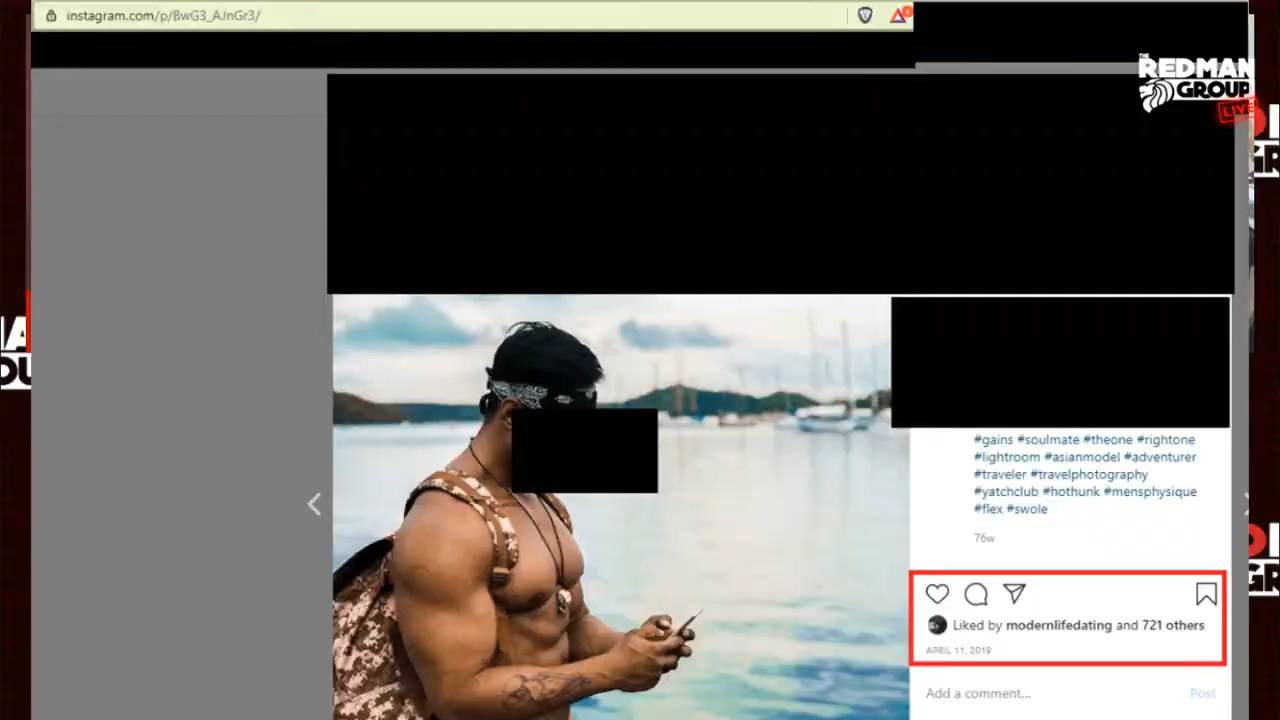 instagram.com/p/BwG3_AJnGr3/
THE
REDMAN
GROUP
LIVE
#gains #soulmate #theone #rightone
#lightroom #asianmodel #adventurer
#traveler #travelphotography
#yatchclub #hothunk #mensphysique
#flex #swole
76w
Liked by modernlifedating and 721 others
APRIL 11, 2019
Add a comment...
Post